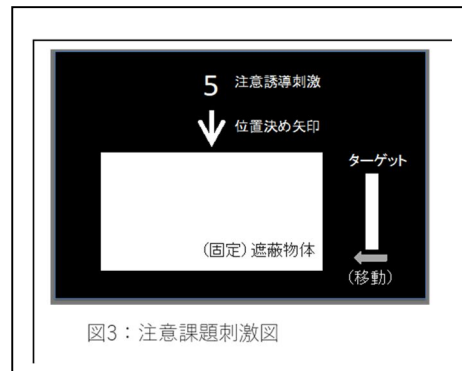 5 注意誘導刺激
位置決め矢印
ターゲット
(固定)遮蔽物体
(移動)
図3：注意課題刺激図